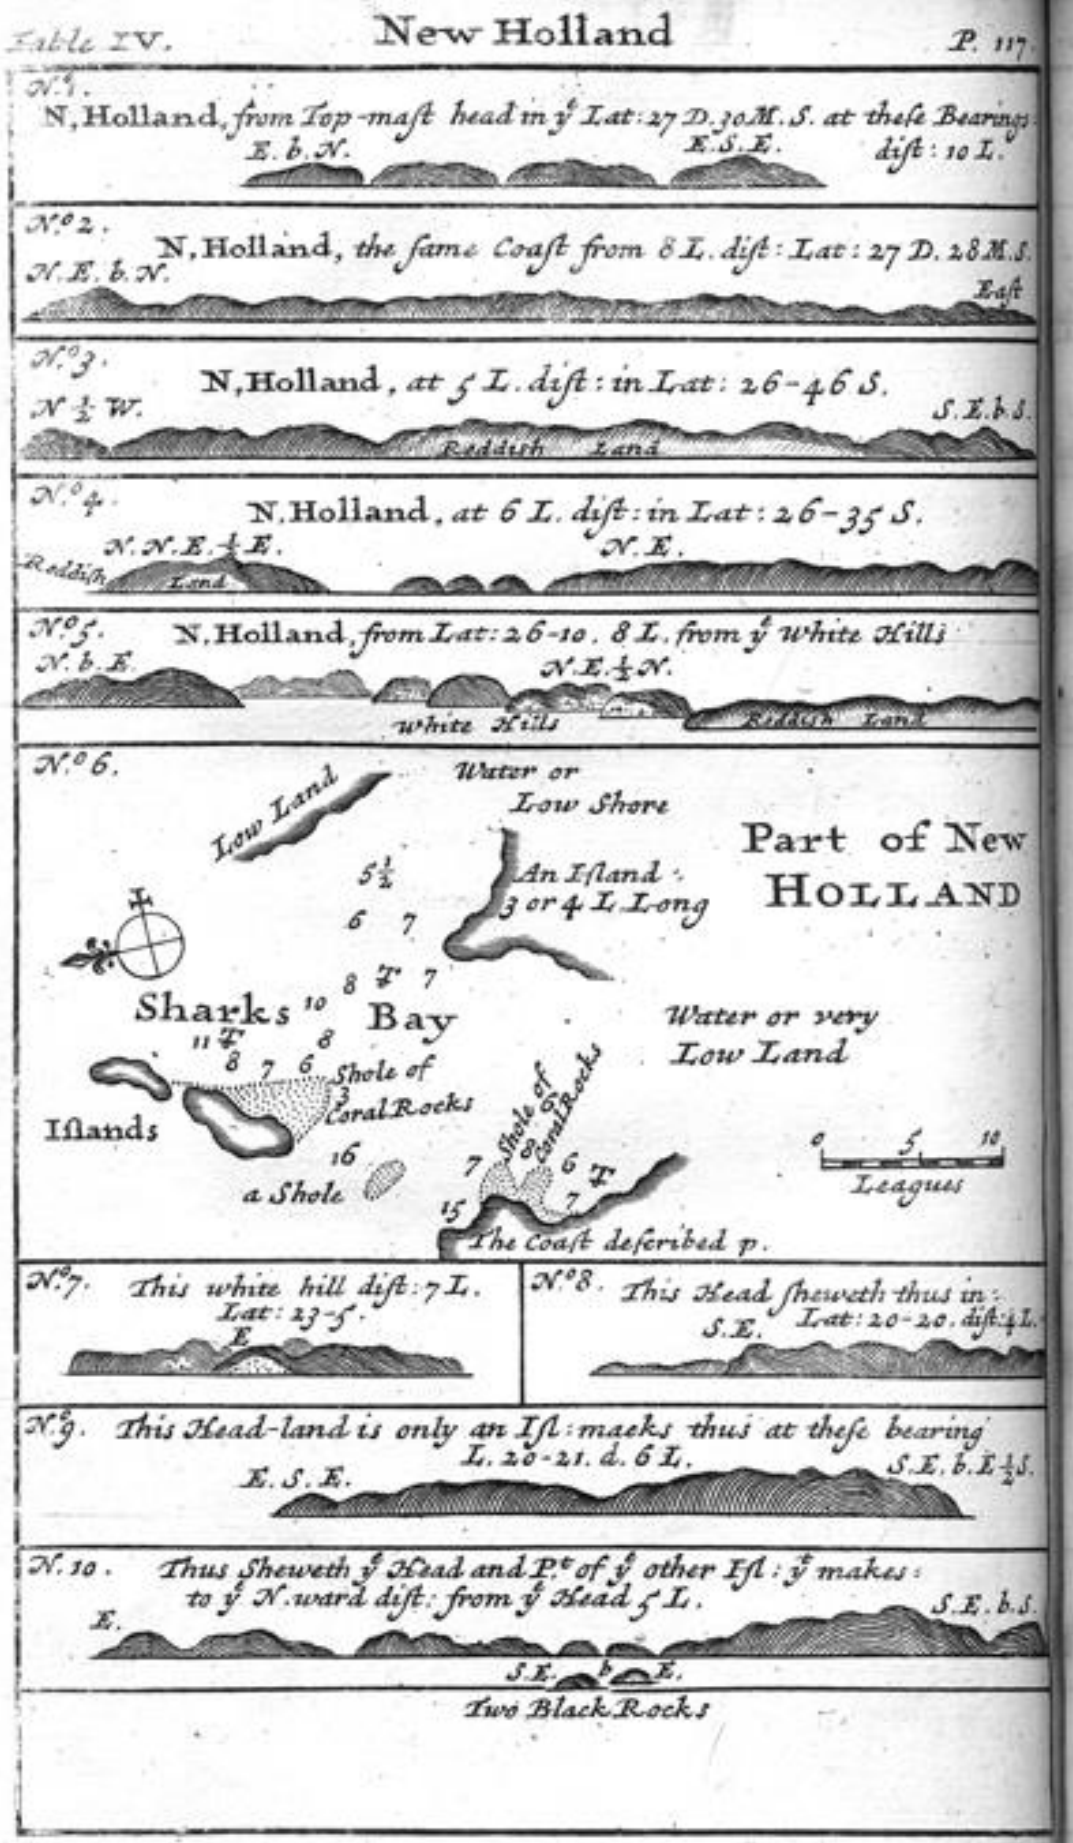 Table IV.
New Holland
P. 117.
N.º 1.
N, Holland, from Top-maſt head in yᵉ Lat: 27 D. 30 M. S. at theſe Bearings:
E. b. N.
E. S. E.
diſt: 10 L.
N.º 2.
N, Holland, the ſame Coaſt from 8 L. diſt: Lat: 27 D. 28 M. S.
N. E. b. N.
Eaſt
N.º 3.
N, Holland, at 5 L. diſt: in Lat: 26-46 S.
N ½ W.
S. E. b. S.
Reddish Land
N.º 4.
N. Holland, at 6 L. diſt: in Lat: 26-35 S.
N. N. E. ½ E.
N. E.
Reddiſh Land
N.º 5.
N, Holland, from Lat: 26-10. 8 L. from yᵉ White Hills
N. b. E.
N. E. ½ N.
White Hills
Reddish Land
N.º 6.
Low Land
Water or
Low Shore
Part of New
HOLLAND
5½
An Iſland :
3 or 4 L Long
6 7
8 7
Sharks 10 Bay
Water or very
Low Land
11
8 7 6 8
Shole of
3
Coral Rocks
Iſlands
Shole of
Coral Rocks
16
7 8 6 6
a Shole
15 7
0 5 10
Leagues
The Coaſt deſcribed p.
N.º 7. This white hill diſt: 7 L.
Lat: 23-5.
E
N.º 8. This Head ſheweth thus in:
S. E. Lat: 20-20. diſt: 4 L.
N.º 9. This Head-land is only an Iſl: maeks thus at theſe bearing
L. 20-21. d. 6 L.
E. S. E.
S. E. b. E ½ S.
N. 10. Thus Sheweth yᵉ Head and P.ᵗ of yᵉ other Iſl: yᵗ makes:
to yᵉ N.ward diſt: from yᵉ Head 5 L.
E.
S. E. b. S.
S. E. b E.
Two Black Rocks